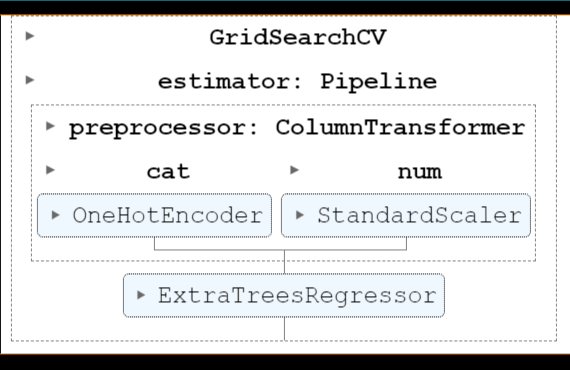 GridSearchCV
estimator: Pipeline
preprocessor: ColumnTransformer
cat num
OneHotEncoder StandardScaler
ExtraTreesRegressor